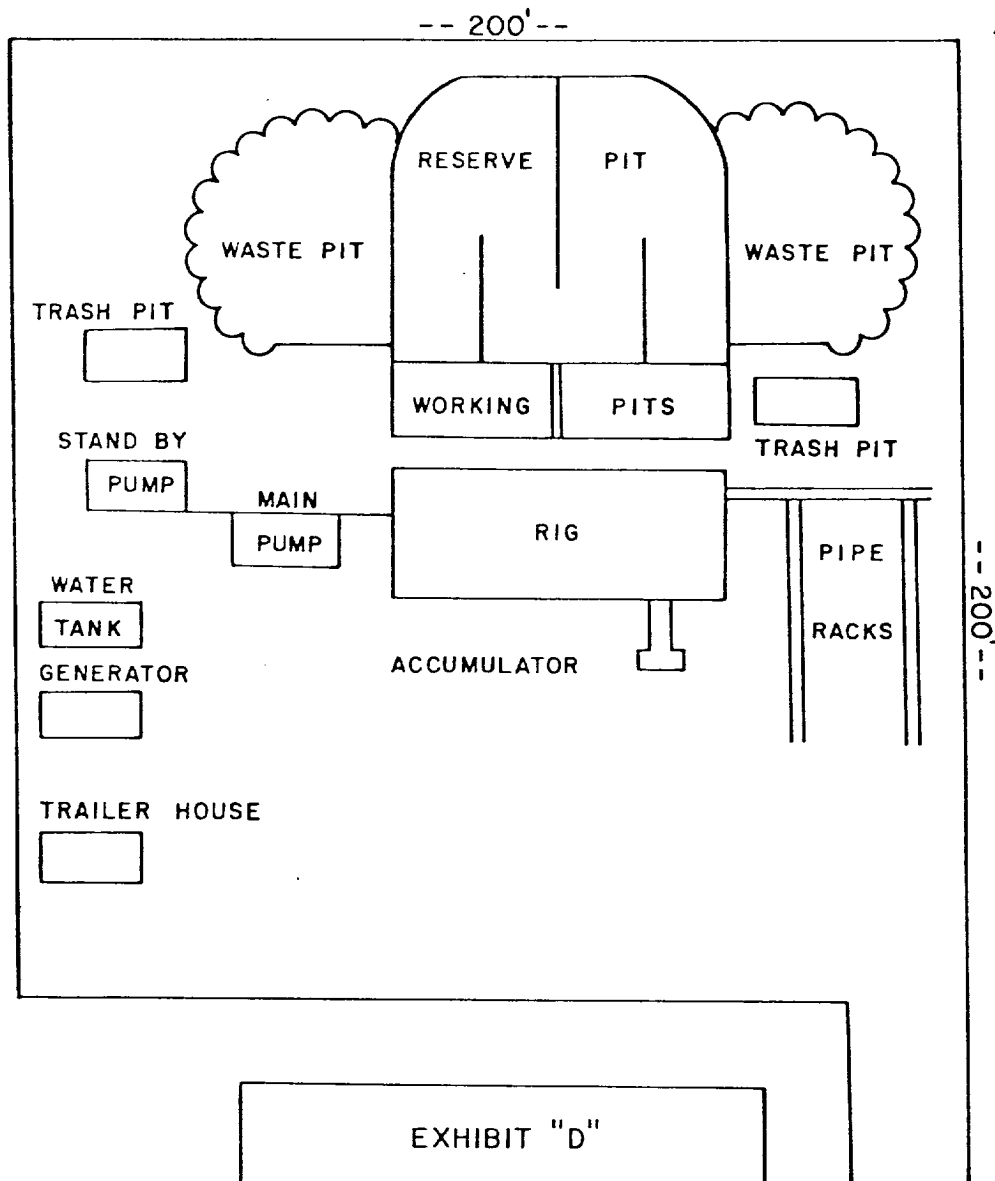 -- 200' --
RESERVE PIT
WASTE PIT
WASTE PIT
TRASH PIT
WORKING PITS
TRASH PIT
STAND BY
PUMP
MAIN
PUMP
RIG
PIPE
RACKS
-- 200' --
WATER
TANK
GENERATOR
ACCUMULATOR
TRAILER HOUSE
EXHIBIT "D"